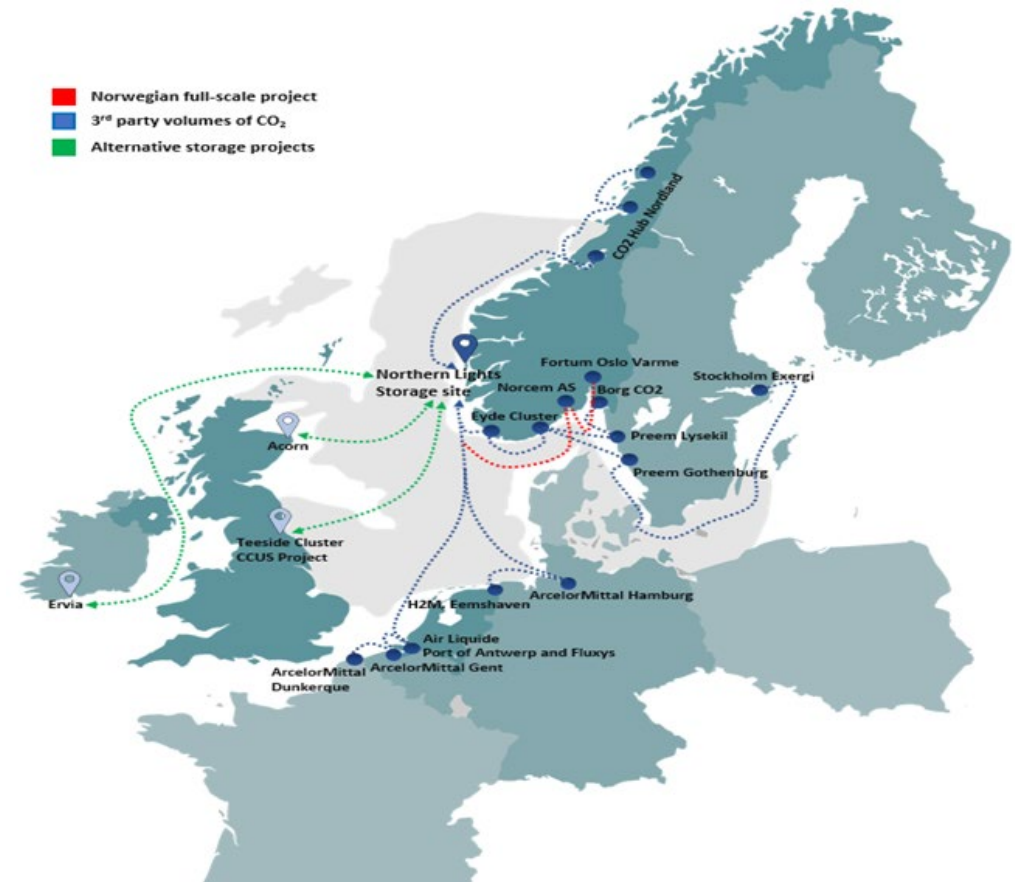 Norwegian full-scale project
3rd party volumes of CO₂
Alternative storage projects
CO2 Hub Nordland
Northern Lights
Storage site
Fortum Oslo Varme
Norcem AS
Borg CO2
Stockholm Exergi
Eyde Cluster
Preem Lysekil
Preem Gothenburg
Acorn
Teeside Cluster
CCUS Project
Ervia
H2M, Eemshaven
ArcelorMittal Hamburg
Air Liquide
Port of Antwerp and Fluxys
ArcelorMittal Gent
ArcelorMittal
Dunkerque